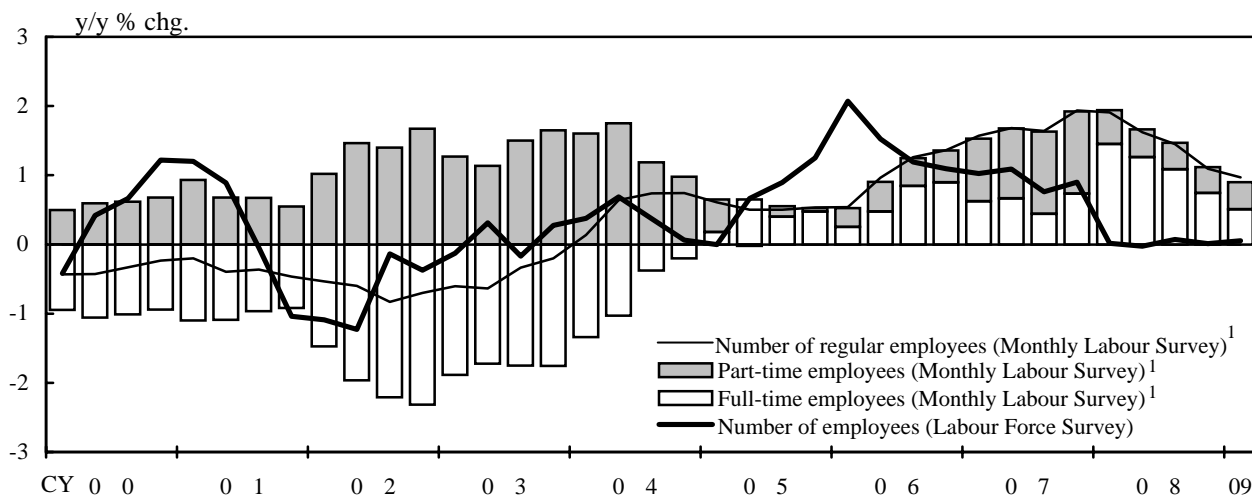 y/y % chg.
3
2
1
0
-1
-2
-3
Number of regular employees (Monthly Labour Survey)1
Part-time employees (Monthly Labour Survey)1
Full-time employees (Monthly Labour Survey)1
Number of employees (Labour Force Survey)
CY 0 0 0 1 0 2 0 3 0 4 0 5 0 6 0 7 0 8 09